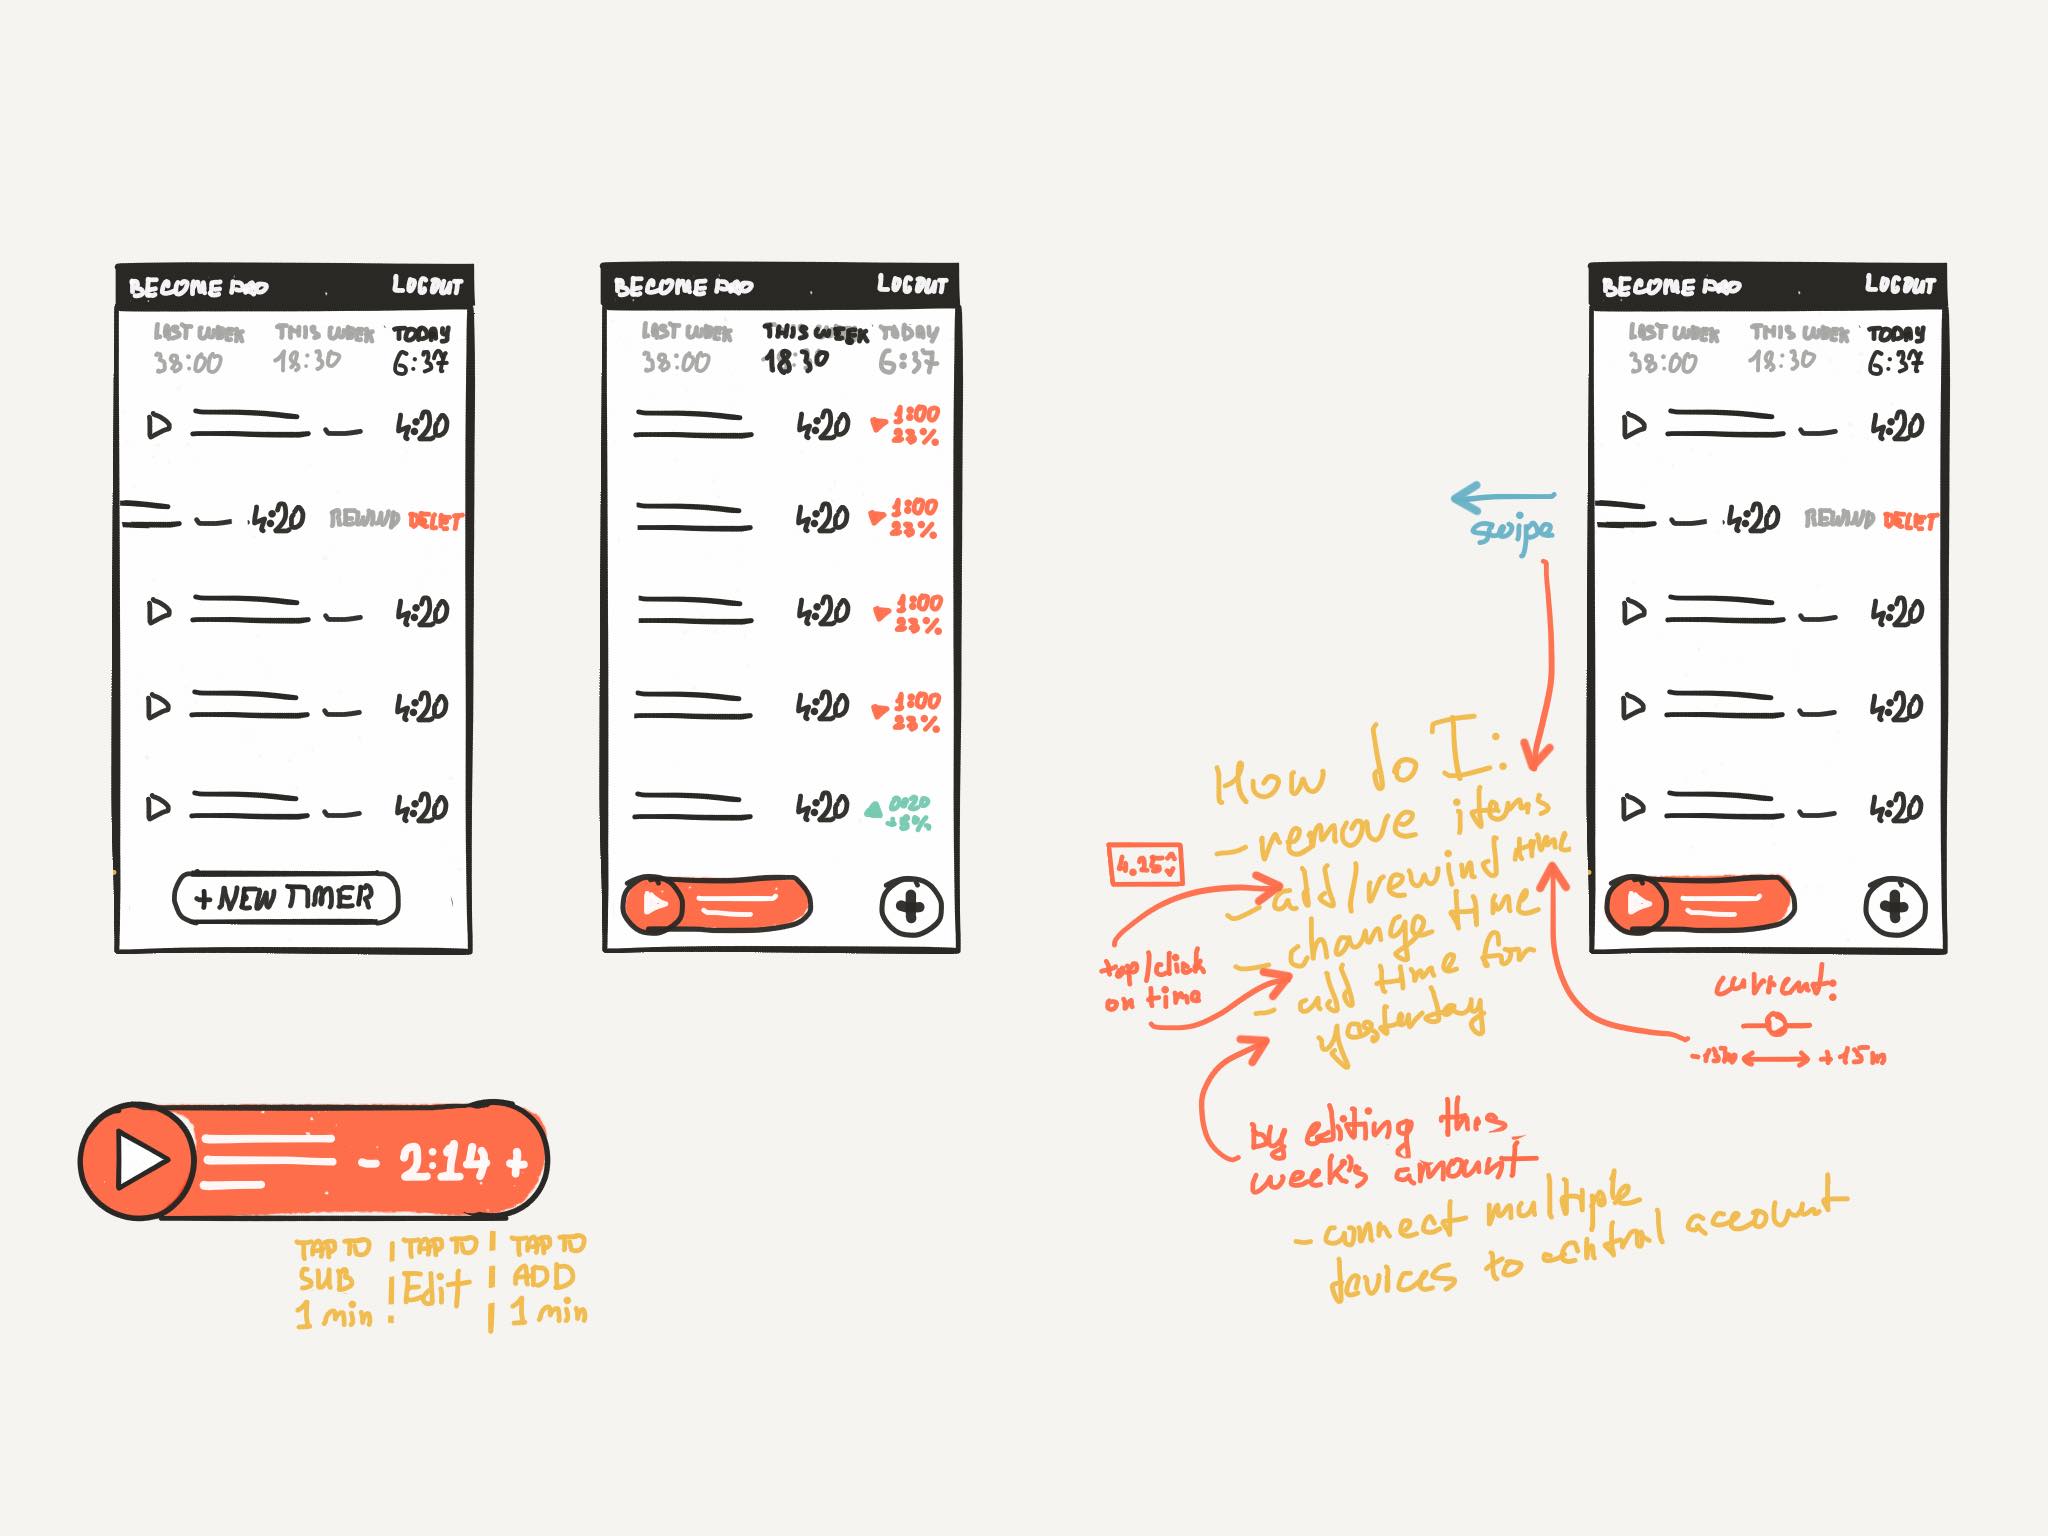 BECOME PRO LOGOUT
LAST WEEK THIS WEEK TODAY
38:00 18:30 6:37
4:20
4:20 REWIND DELET
4:20
4:20
4:20
+ NEW TIMER
BECOME PRO LOGOUT
LAST WEEK THIS WEEK TODAY
38:00 18:30 6:37
4:20 1:00
23%
4:20 1:00
23%
4:20 1:00
23%
4:20 1:00
23%
4:20 0:20
+8%
+
- 2:14 +
TAP TO | TAP TO | TAP TO
SUB | Edit | ADD
1 min | 1 min
swipe
How do I:
- remove items
- add/rewind time
- change time
- add time for
yesterday
4.25
tap/click
on time
by editing this
week's amount
- connect multiple
devices to central account
BECOME PRO LOGOUT
LAST WEEK THIS WEEK TODAY
38:00 18:30 6:37
4:20
4:20 REWIND DELET
4:20
4:20
4:20
+
current:
-15m +15m